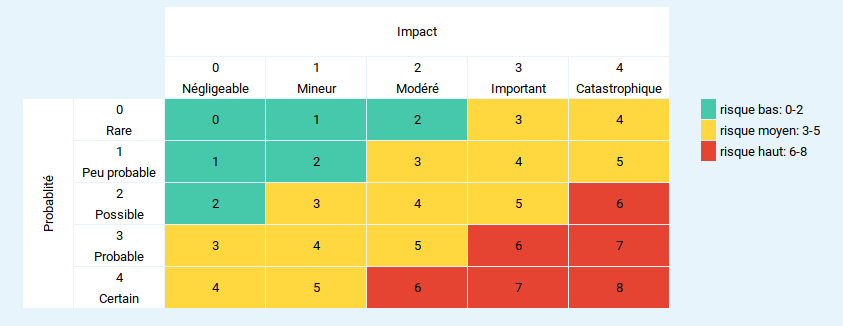 Impact
0 1 2 3 4
Négligeable Mineur Modéré Important Catastrophique
Probablité
0
Rare
0 1 2 3 4
1
Peu probable
1 2 3 4 5
2
Possible
2 3 4 5 6
3
Probable
3 4 5 6 7
4
Certain
4 5 6 7 8
risque bas: 0-2
risque moyen: 3-5
risque haut: 6-8